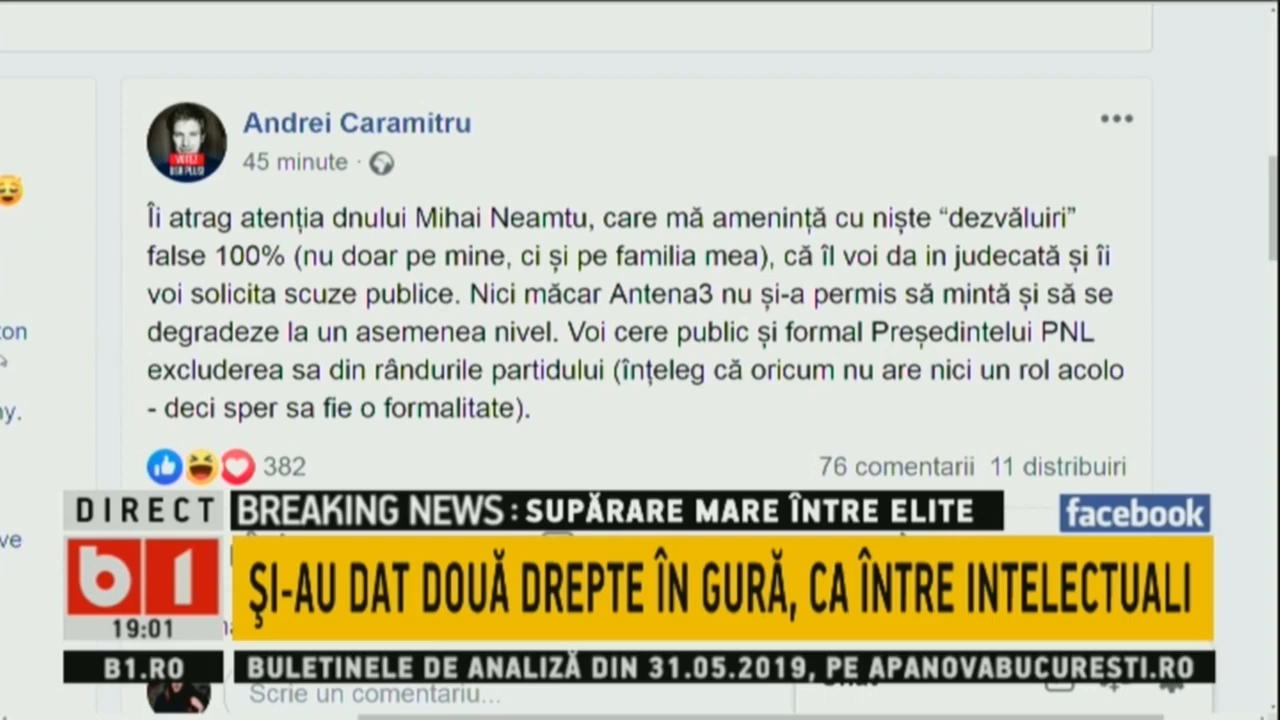 Andrei Caramitru
45 minute ·
Îi atrag atenția dnului Mihai Neamtu, care mă amenință cu niște “dezvăluiri”
false 100% (nu doar pe mine, ci și pe familia mea), că îl voi da in judecată și îi
voi solicita scuze publice. Nici măcar Antena3 nu și-a permis să mintă și să se
degradeze la un asemenea nivel. Voi cere public și formal Președintelui PNL
excluderea sa din rândurile partidului (înțeleg că oricum nu are nici un rol acolo
- deci sper sa fie o formalitate).
382
76 comentarii 11 distribuiri
DIRECT
BREAKING NEWS: SUPĂRARE MARE ÎNTRE ELITE
facebook
b1
ŞI-AU DAT DOUĂ DREPTE ÎN GURĂ, CA ÎNTRE INTELECTUALI
19:01
B1.RO
BULETINELE DE ANALIZĂ DIN 31.05.2019, PE APANOVABUCURESTI.RO
Scrie un comentariu...